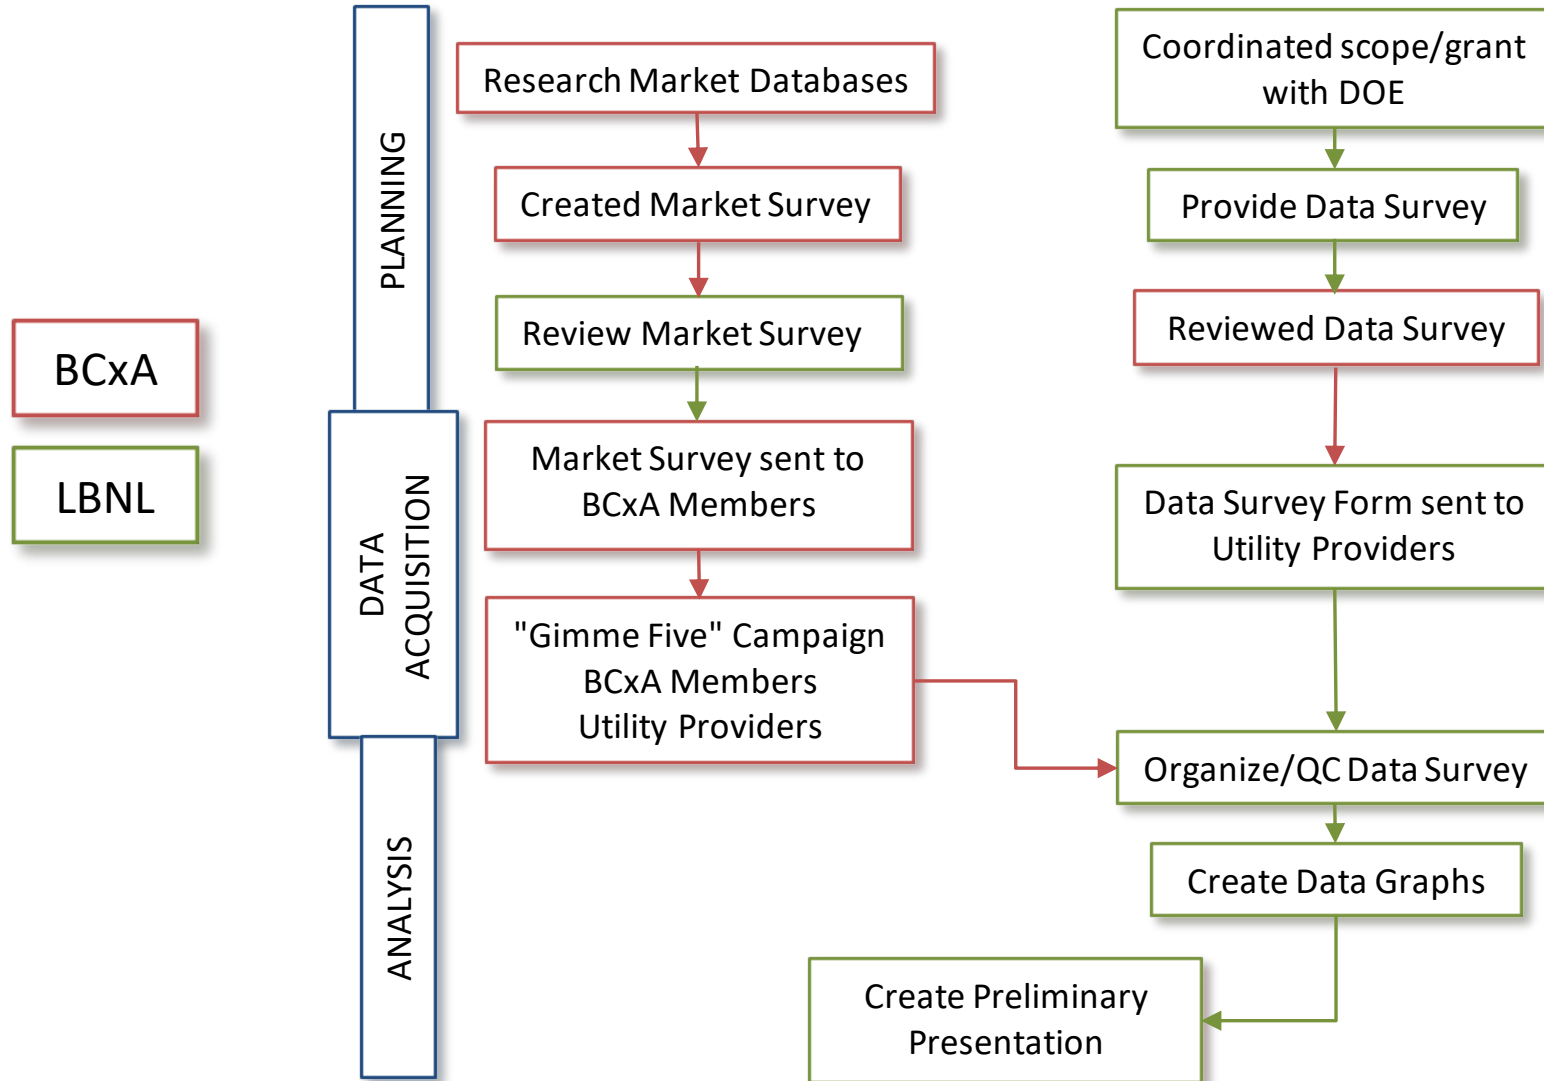 BCxA
LBNL
PLANNING
DATA
ACQUISITION
ANALYSIS
Research Market Databases
Created Market Survey
Review Market Survey
Market Survey sent to
BCxA Members
"Gimme Five" Campaign
BCxA Members
Utility Providers
Coordinated scope/grant
with DOE
Provide Data Survey
Reviewed Data Survey
Data Survey Form sent to
Utility Providers
Organize/QC Data Survey
Create Data Graphs
Create Preliminary
Presentation